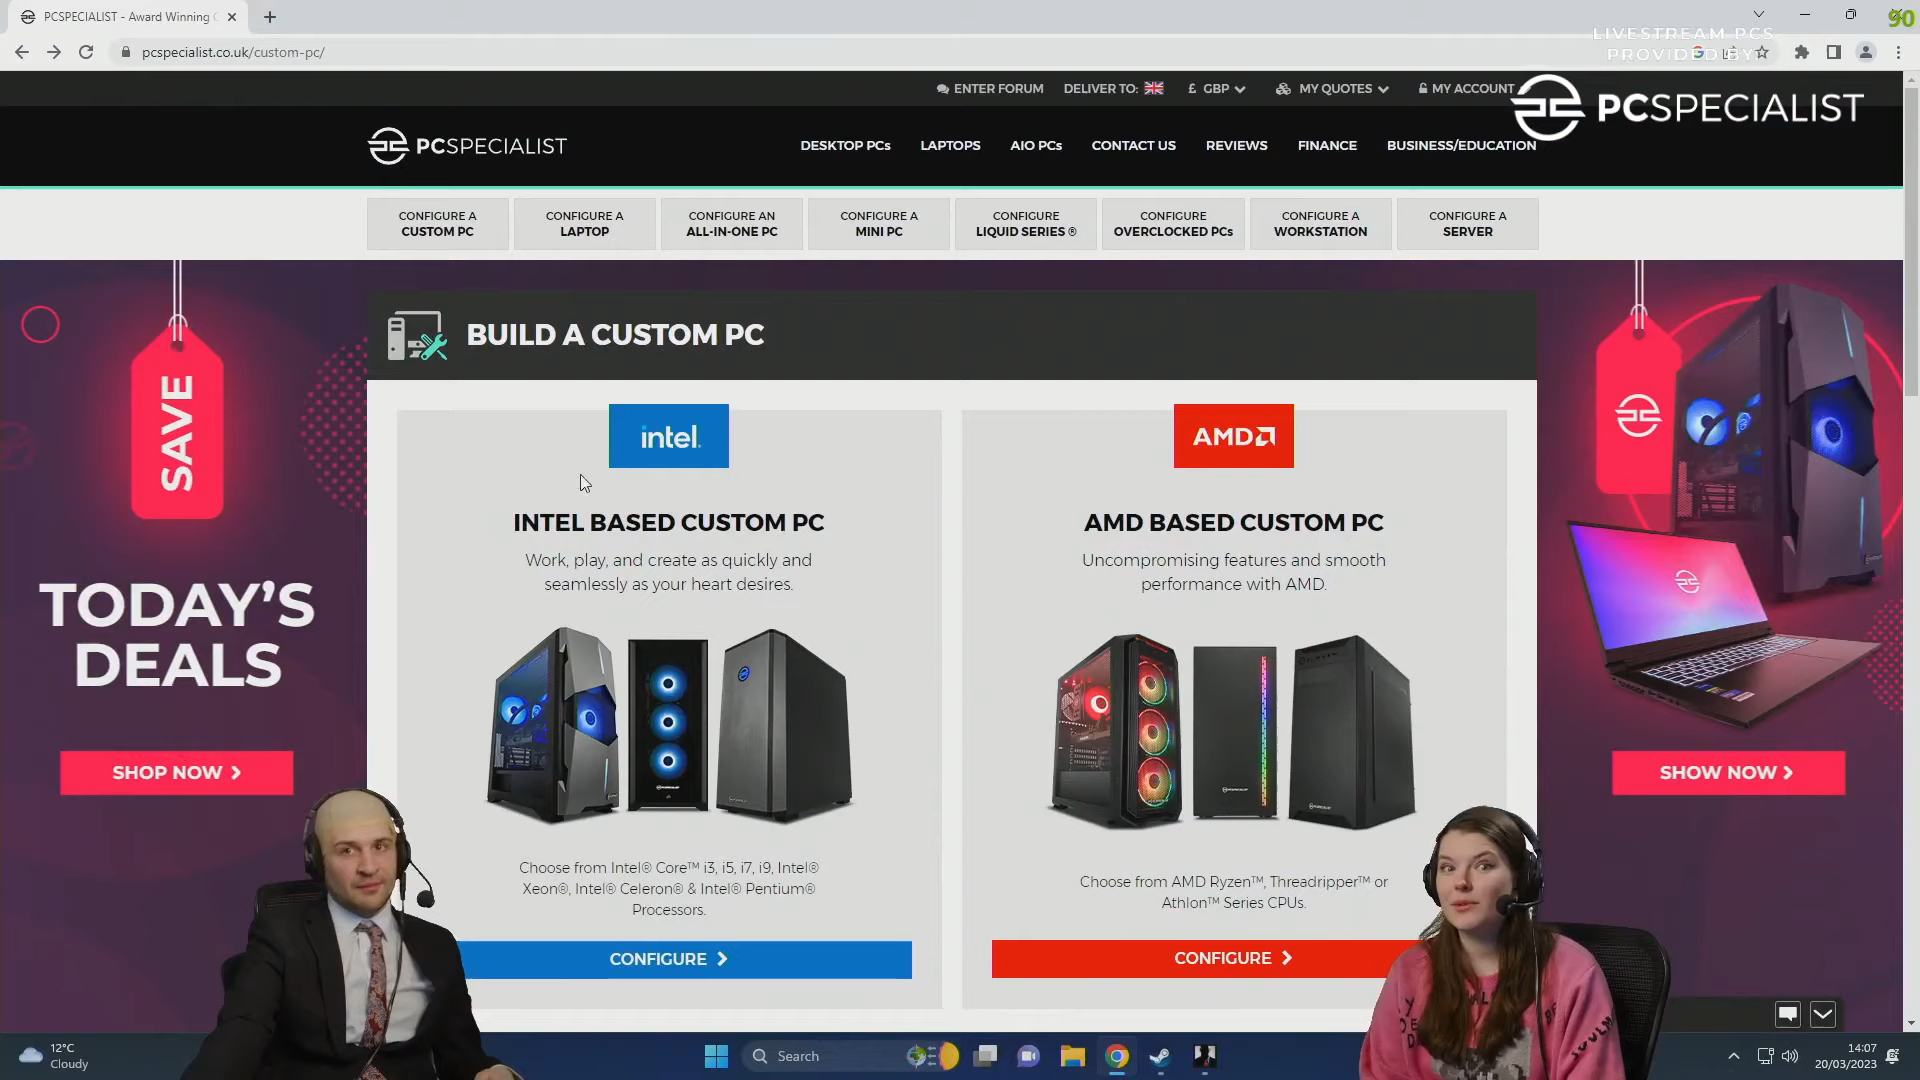 PCSPECIALIST - Award Winning
90
LIVESTREAM PCS
PROVIDED BY
pcspecialist.co.uk/custom-pc/
ENTER FORUM DELIVER TO: £ GBP MY QUOTES MY ACCOUNT
PCSPECIALIST
PCSPECIALIST
DESKTOP PCs LAPTOPS AIO PCs CONTACT US REVIEWS FINANCE BUSINESS/EDUCATION
CONFIGURE A
CUSTOM PC
CONFIGURE A
LAPTOP
CONFIGURE AN
ALL-IN-ONE PC
CONFIGURE A
MINI PC
CONFIGURE
LIQUID SERIES ®
CONFIGURE
OVERCLOCKED PCs
CONFIGURE A
WORKSTATION
CONFIGURE A
SERVER
SAVE
TODAY'S
DEALS
SHOP NOW
BUILD A CUSTOM PC
intel.
INTEL BASED CUSTOM PC
Work, play, and create as quickly and
seamlessly as your heart desires.
Choose from Intel® Core™ i3, i5, i7, i9, Intel®
Xeon®, Intel® Celeron® & Intel® Pentium®
Processors.
CONFIGURE
AMD
AMD BASED CUSTOM PC
Uncompromising features and smooth
performance with AMD.
Choose from AMD Ryzen™, Threadripper™ or
Athlon™ Series CPUs.
CONFIGURE
SHOW NOW
12°C
Cloudy
Search
14:07
20/03/2023